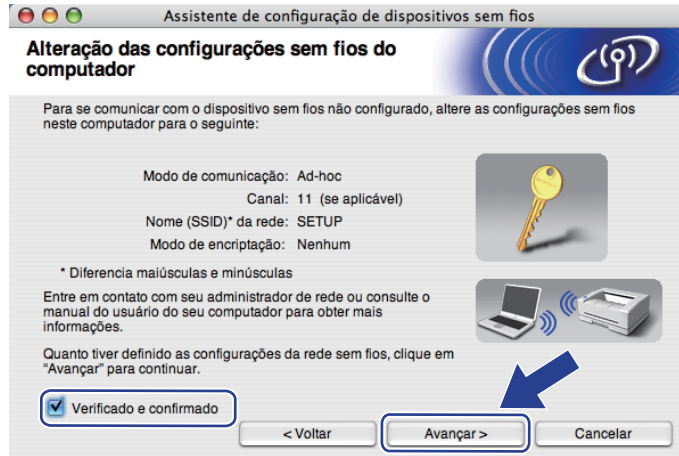 Assistente de configuração de dispositivos sem fios
Alteração das configurações sem fios do
computador
Para se comunicar com o dispositivo sem fios não configurado, altere as configurações sem fios
neste computador para o seguinte:
Modo de comunicação: Ad-hoc
Canal: 11 (se aplicável)
Nome (SSID)* da rede: SETUP
Modo de encriptação: Nenhum
* Diferencia maiúsculas e minúsculas
Entre em contato com seu administrador de rede ou consulte o
manual do usuário do seu computador para obter mais
informações.
Quanto tiver definido as configurações da rede sem fios, clique em
"Avançar" para continuar.
Verificado e confirmado
< Voltar
Avançar >
Cancelar